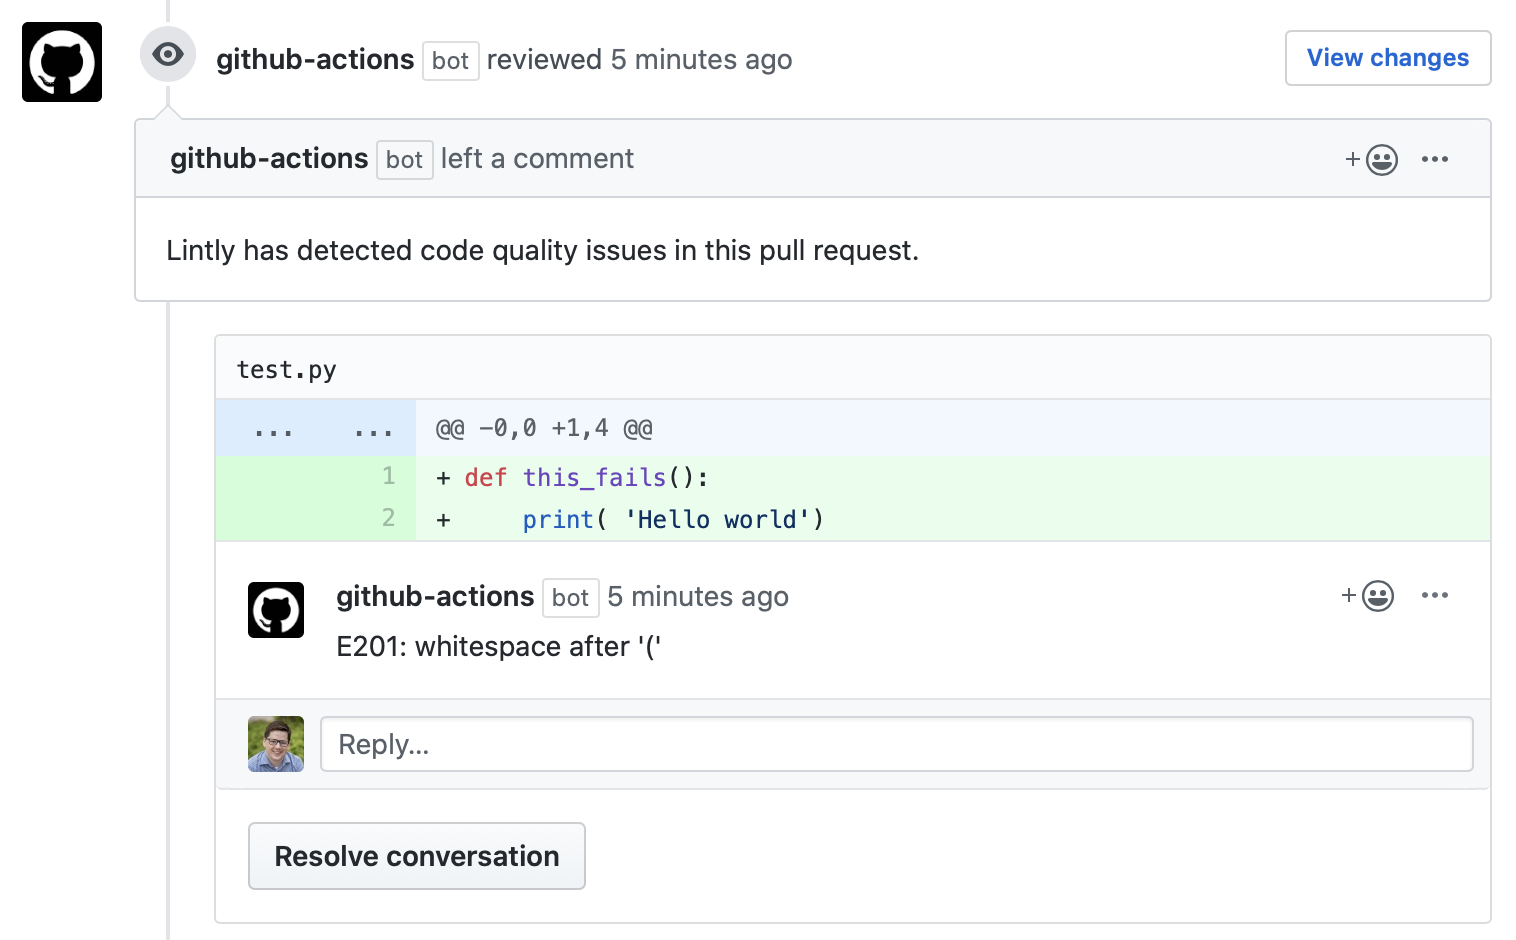 github-actions bot reviewed 5 minutes ago
View changes
github-actions bot left a comment
Lintly has detected code quality issues in this pull request.
test.py
... ... @@ -0,0 +1,4 @@
1 + def this_fails():
2 +     print( 'Hello world')
github-actions bot 5 minutes ago
E201: whitespace after '('
Reply...
Resolve conversation